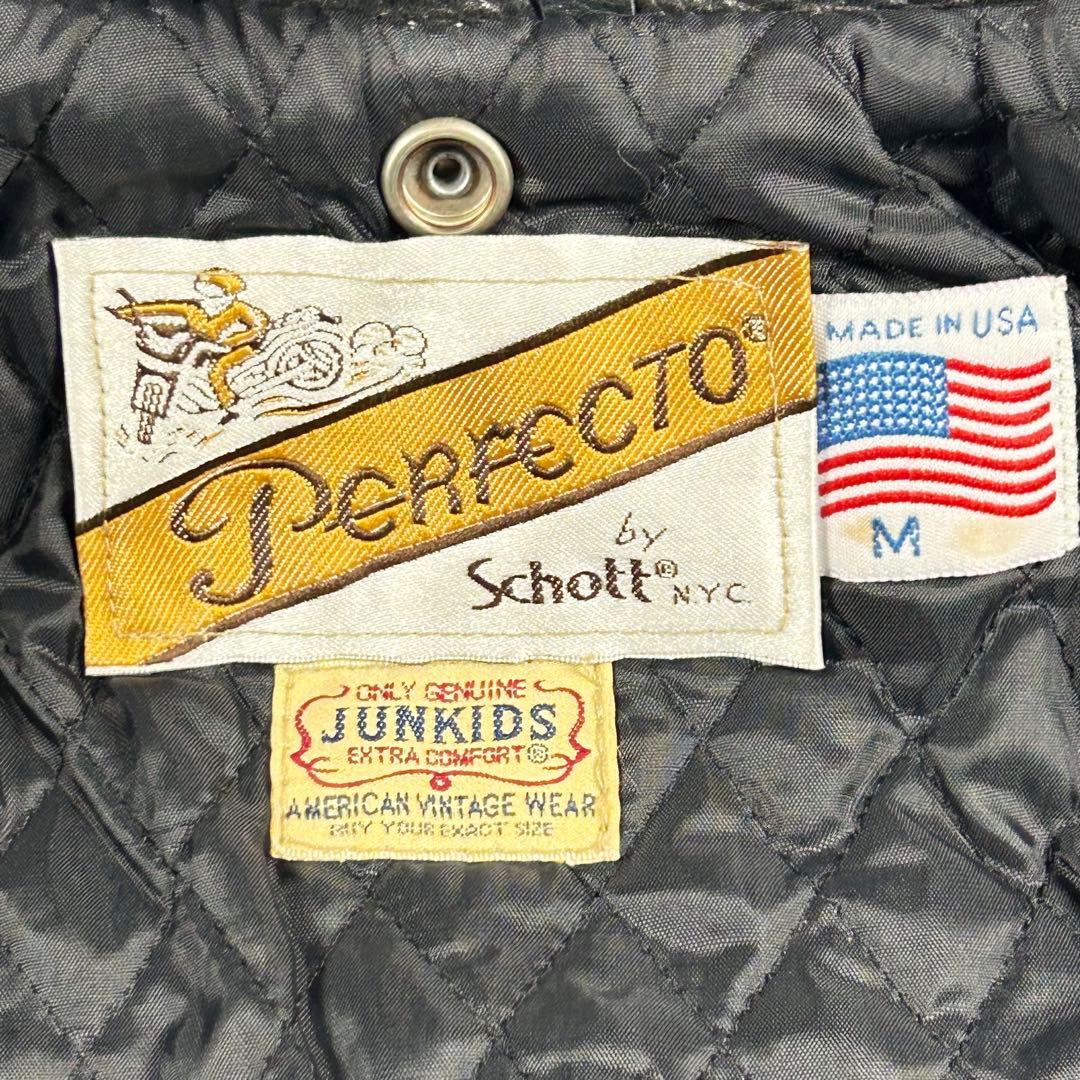 PERFECTO®
by
Schott® N.Y.C.
MADE IN USA
M
ONLY GENUINE
JUNKIDS
EXTRA COMFORT®
AMERICAN VINTAGE WEAR
BUY YOUR EXACT SIZE